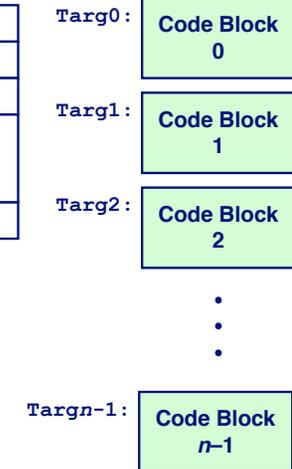 Targ0:
Code Block
0
Targ1:
Code Block
1
Targ2:
Code Block
2
•
•
•
Targn-1:
Code Block
n–1